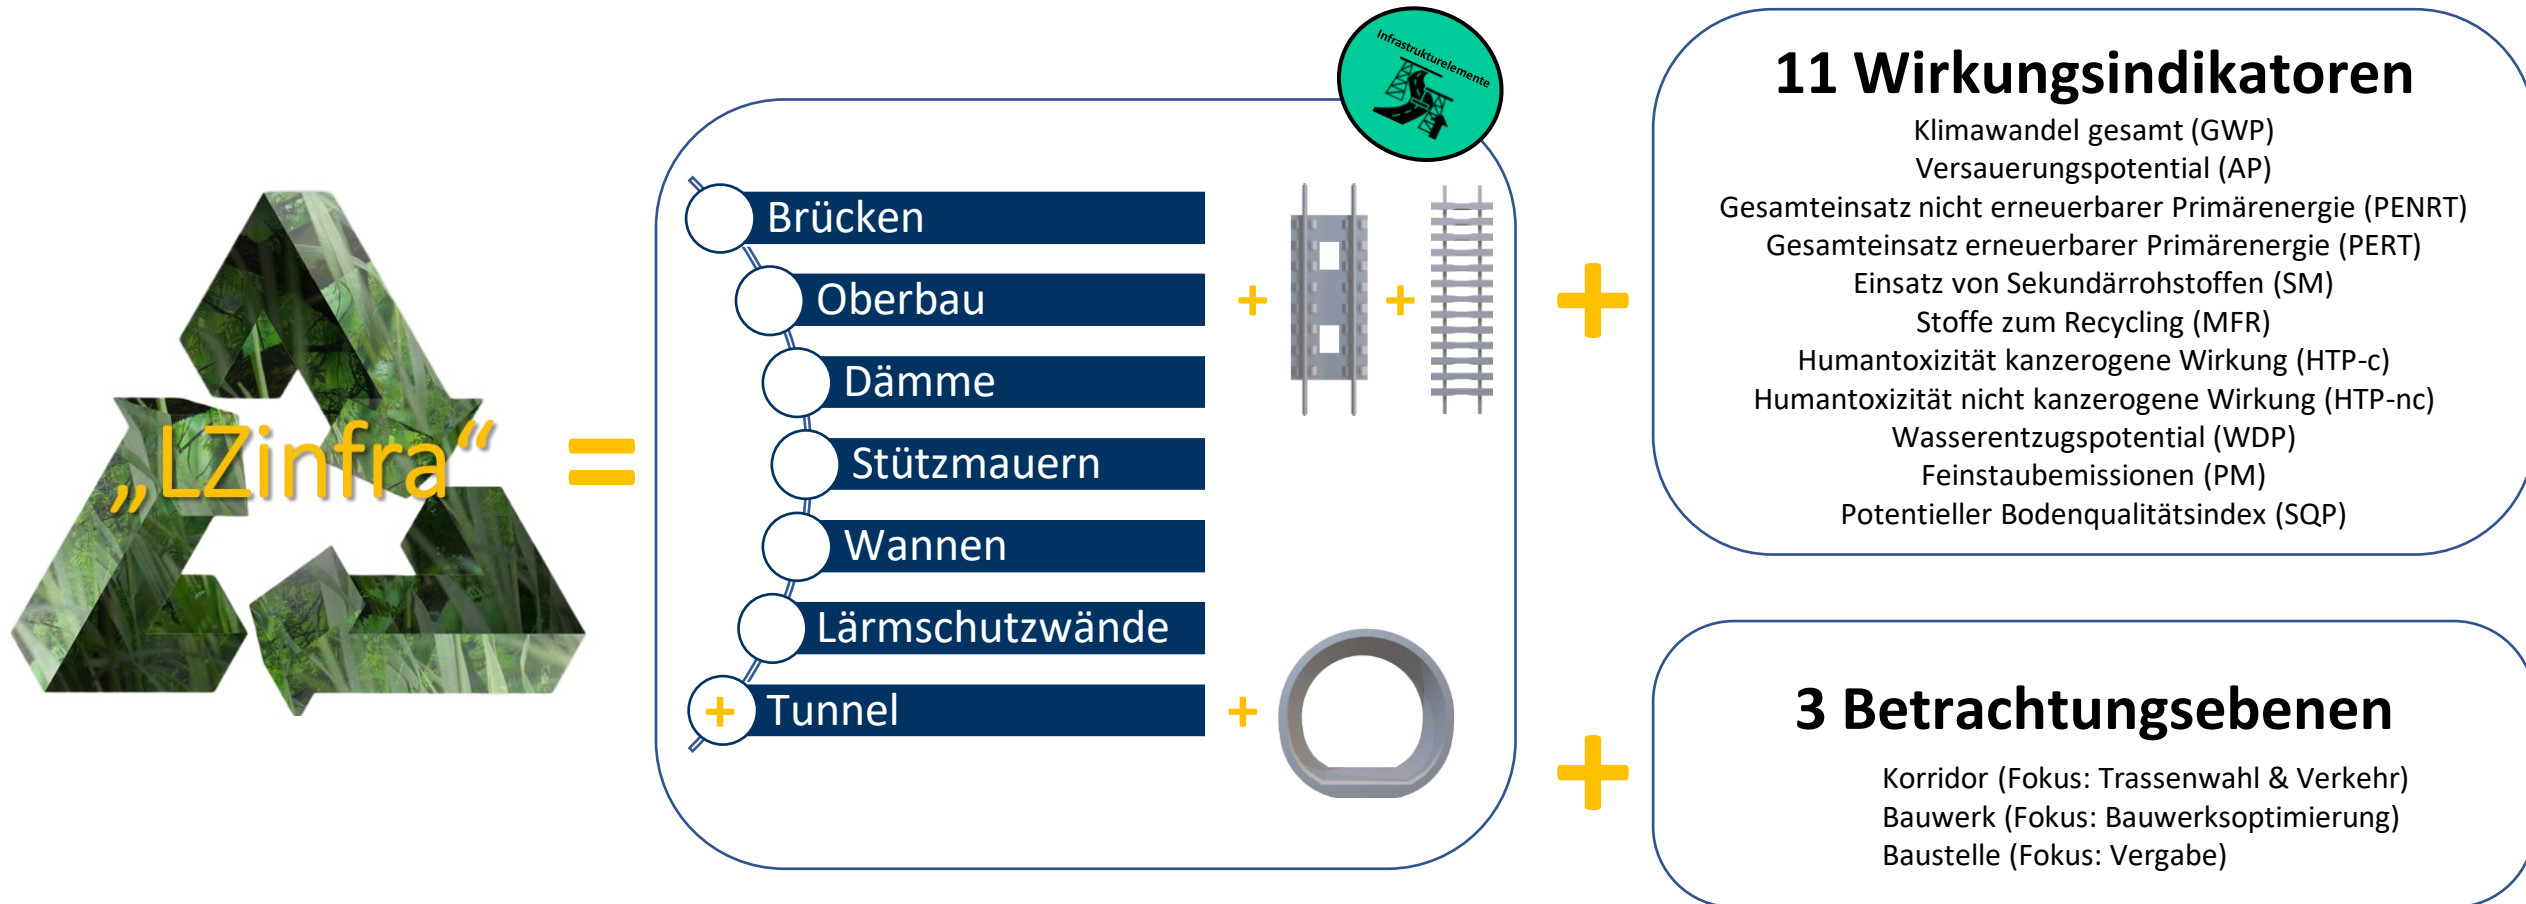 „LZinfra“
=
Infrastrukturelemente
Brücken
Oberbau
+ +
Dämme
Stützmauern
Wannen
Lärmschutzwände
+ Tunnel
+
+
11 Wirkungsindikatoren
Klimawandel gesamt (GWP)
Versauerungspotential (AP)
Gesamteinsatz nicht erneuerbarer Primärenergie (PENRT)
Gesamteinsatz erneuerbarer Primärenergie (PERT)
Einsatz von Sekundärrohstoffen (SM)
Stoffe zum Recycling (MFR)
Humantoxizität kanzerogene Wirkung (HTP-c)
Humantoxizität nicht kanzerogene Wirkung (HTP-nc)
Wasserentzugspotential (WDP)
Feinstaubemissionen (PM)
Potentieller Bodenqualitätsindex (SQP)
+
3 Betrachtungsebenen
Korridor (Fokus: Trassenwahl & Verkehr)
Bauwerk (Fokus: Bauwerksoptimierung)
Baustelle (Fokus: Vergabe)